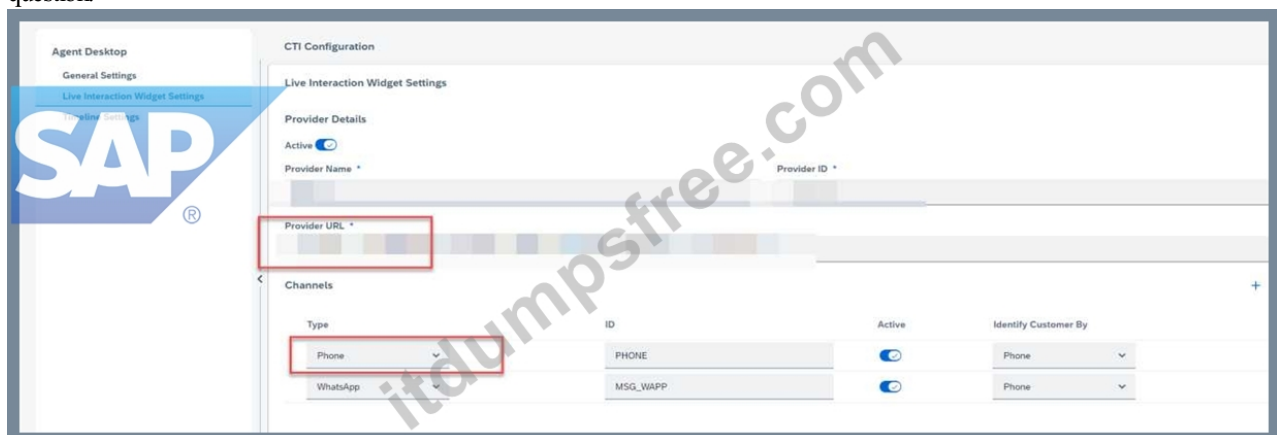 Agent Desktop
General Settings
Live Interaction Widget Settings
Timeline Settings
SAP
®
CTI Configuration
Live Interaction Widget Settings
Provider Details
Active
Provider Name *
Provider ID *
Provider URL *
Channels
+
Type ID Active Identify Customer By
Phone PHONE Phone
WhatsApp MSG_WAPP Phone
itdumpsfree.com